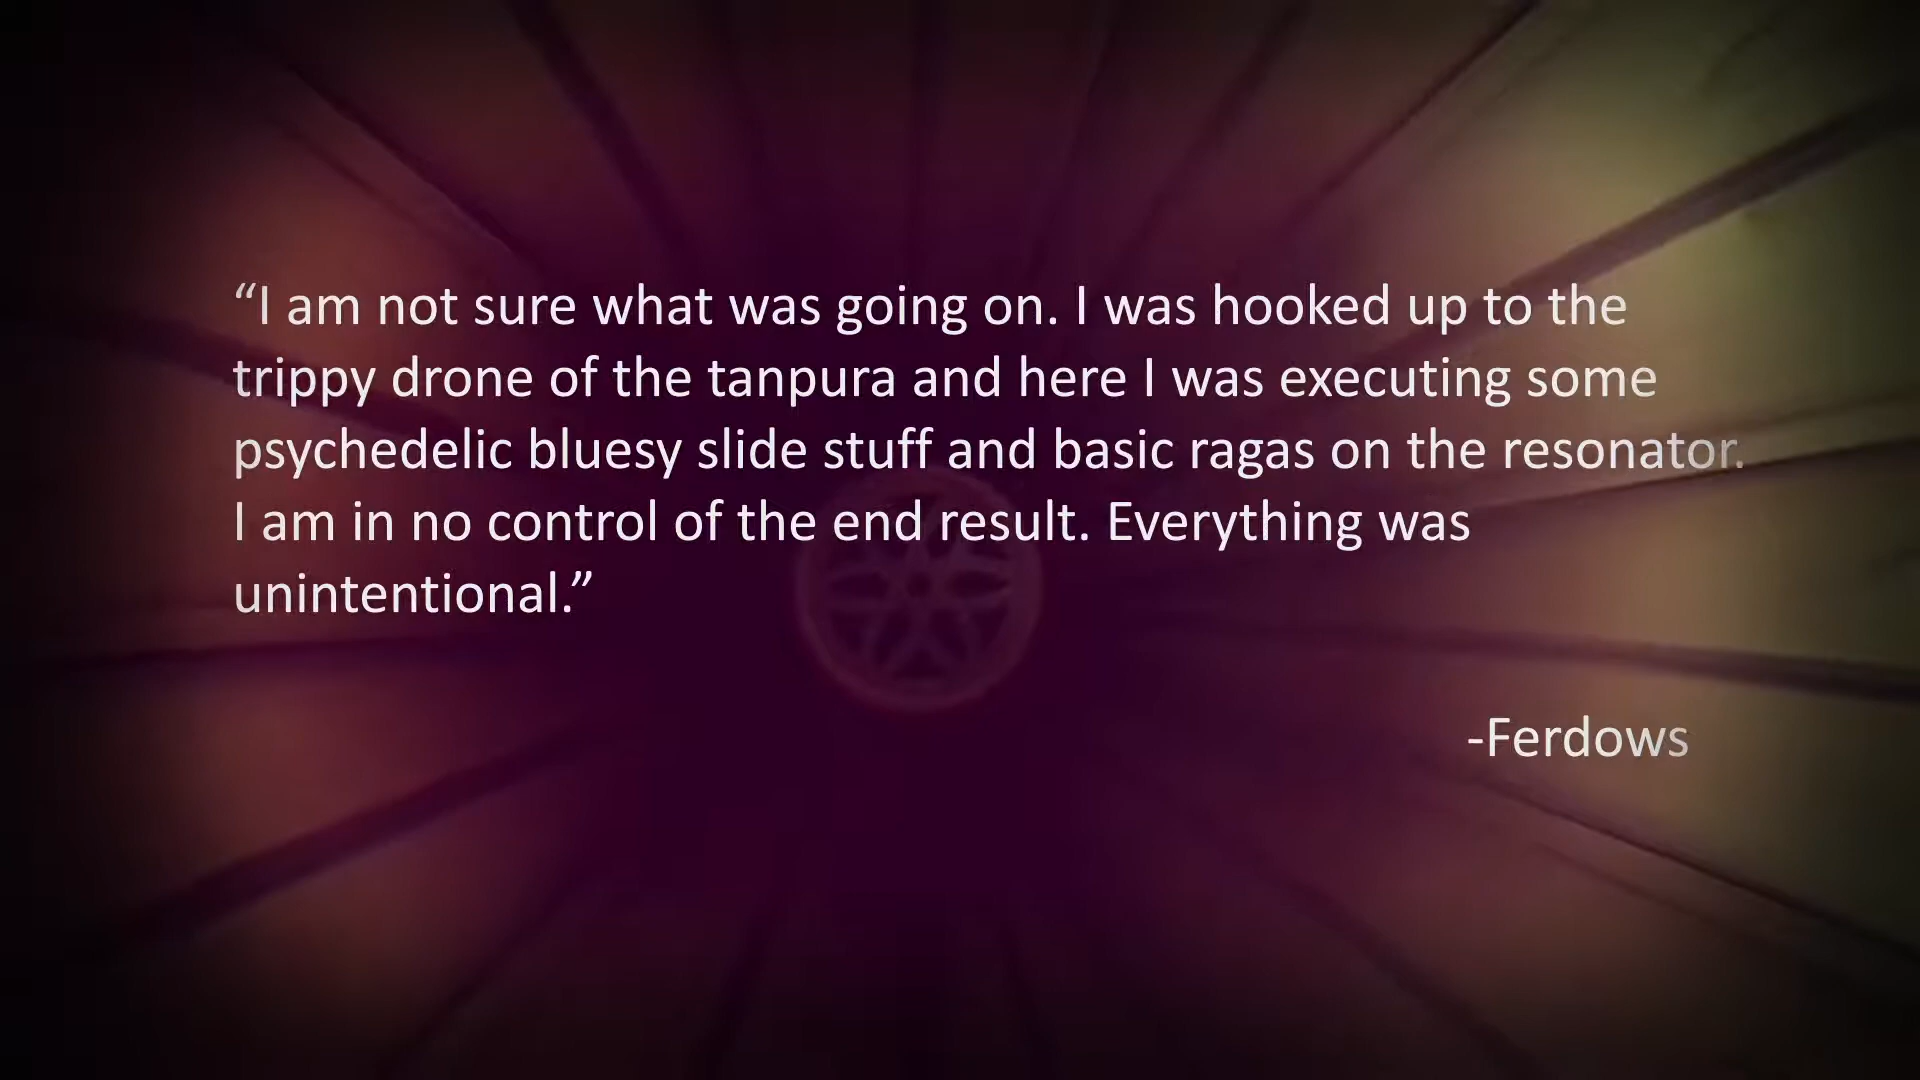 “I am not sure what was going on. I was hooked up to the
trippy drone of the tanpura and here I was executing some
psychedelic bluesy slide stuff and basic ragas on the resonator.
I am in no control of the end result. Everything was
unintentional.”
-Ferdows